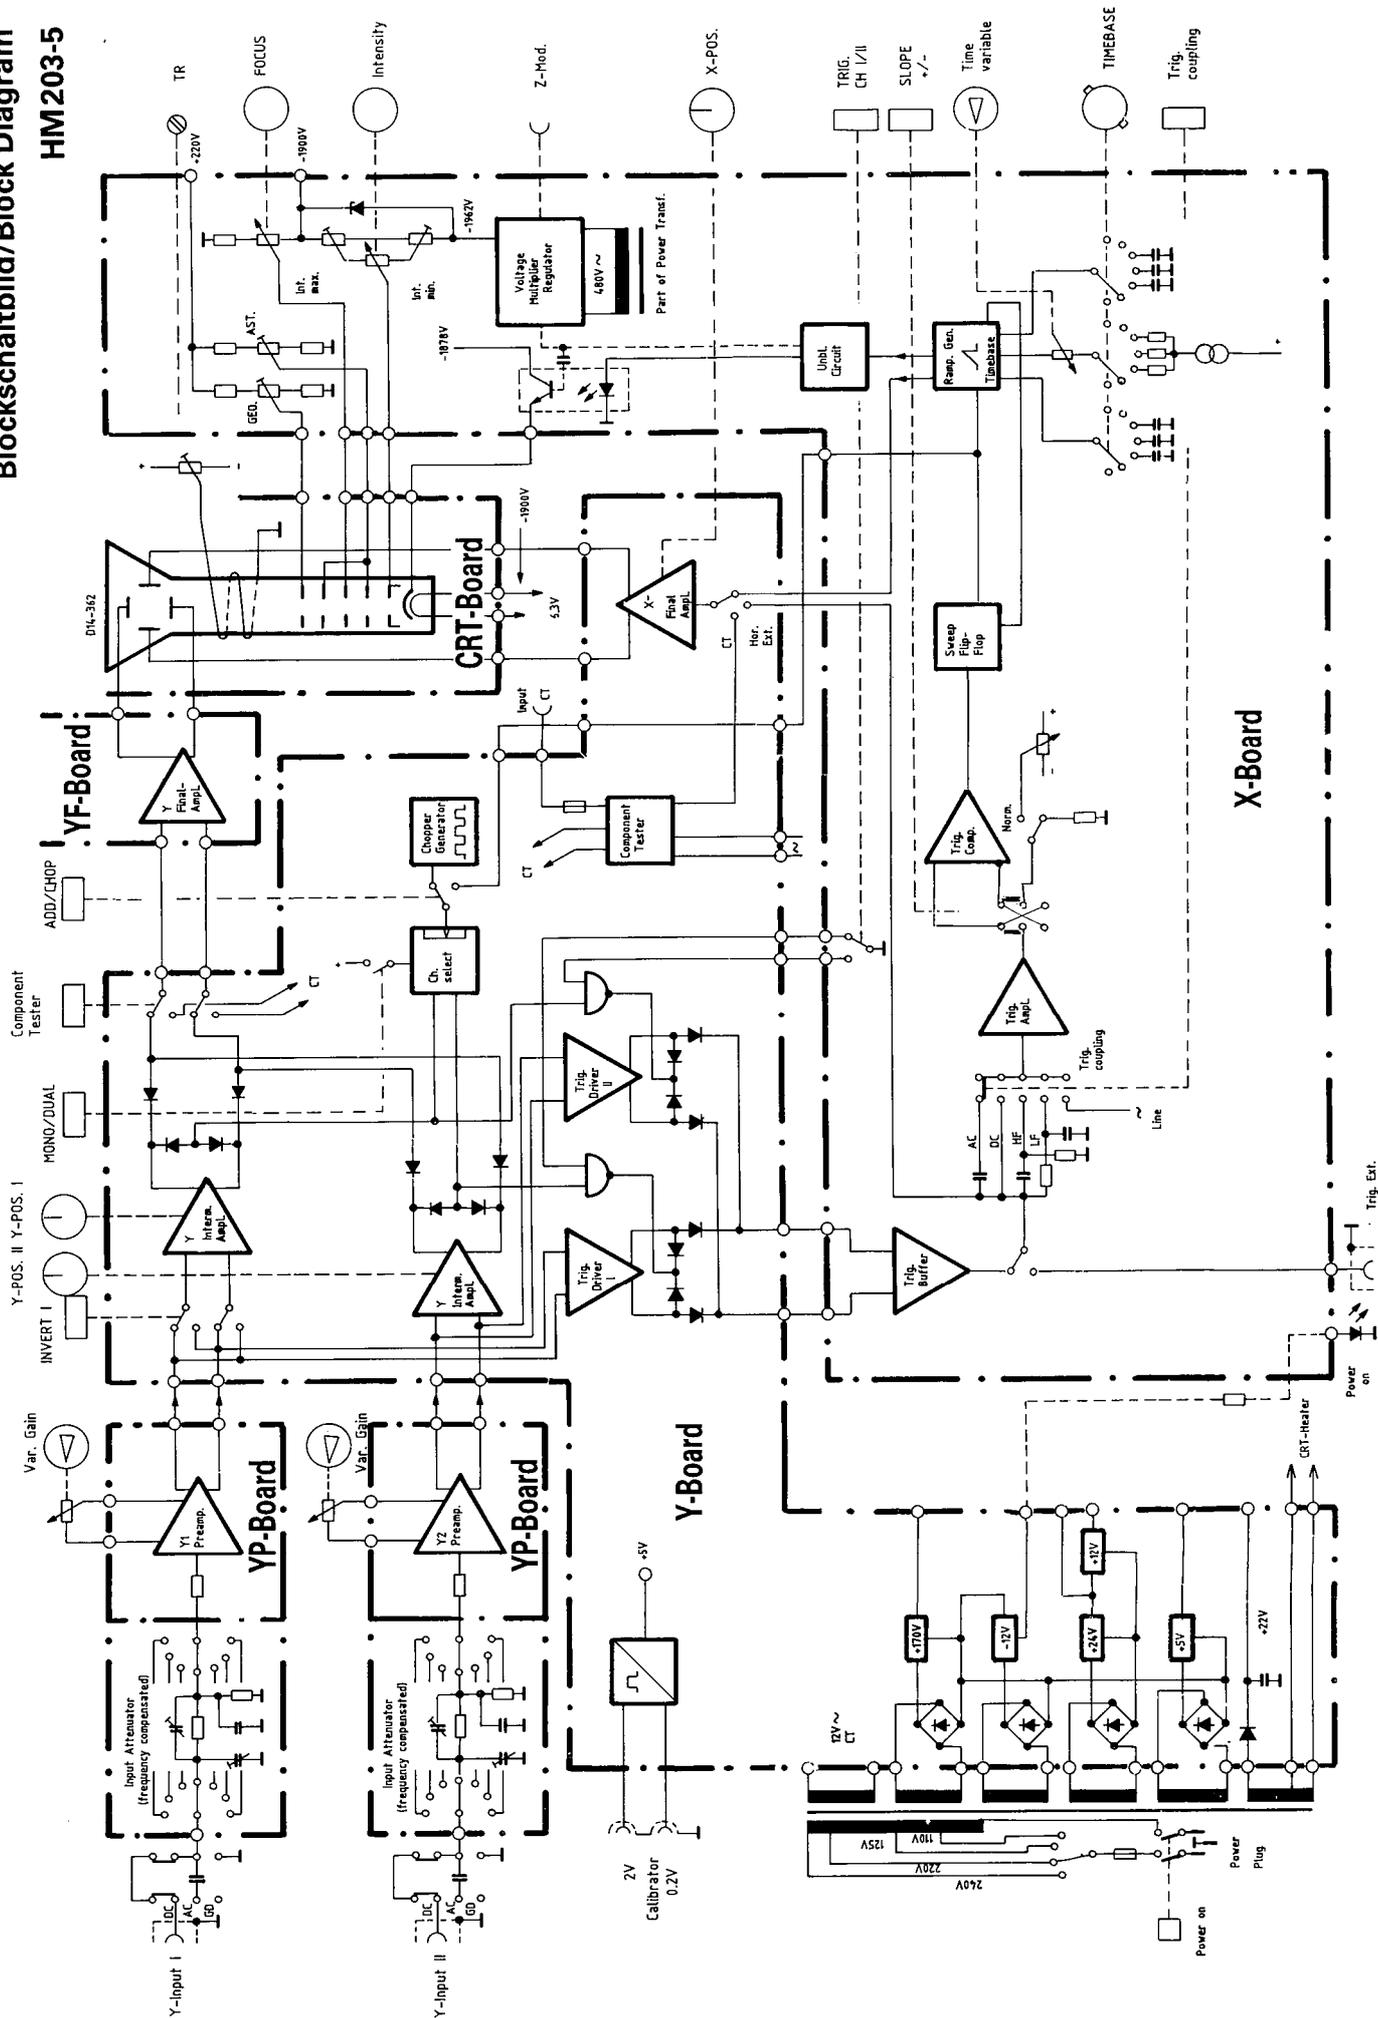 Blockschaltbild/Block Diagram
HM203-5
TR
FOCUS
Intensity
Z-Mod.
X-POS.
TRIG.
CH I/II
SLOPE
+/-
Time
variable
TIMEBASE
Trig.
coupling
+220V
-1900V
-1962V
Int.
max.
Int.
min.
AST.
GEO.
-1878V
Voltage
Multiplier
Regulator
480V~
Part of Power Transf.
Unbl.
Circuit
Ramp. Gen.
Timebase
+
+
-
D14-362
CRT-Board
-1900V
6.3V
X-
Final
Ampl.
CT
Hor.
Ext.
Sweep
Flip-
Flop
Input
CT
YF-Board
Y
Final-
Ampl.
Chopper
Generator
Component
Tester
CT
~
Trig.
Comp.
Norm.
+
-
X-Board
ADD/CHOP
Component
Tester
CT
+
Ch.
select
MONO/DUAL
Trig.
Driver
II
Trig.
Ampl.
Trig.
coupling
AC
DC
HF
LF
~
Line
Y-POS. II Y-POS. I
INVERT I
Y
Interm.
Ampl.
Y
Interm.
Ampl.
Trig.
Driver
I
Trig.
Buffer
Trig. Ext.
Power
on
Var. Gain
Y1
Preamp.
YP-Board
Var. Gain
Y2
Preamp.
YP-Board
Y-Board
CRT-Heater
Input Attenuator
(frequency compensated)
Input Attenuator
(frequency compensated)
+5V
+170V
-12V
+24V
+12V
+5V
+22V
12V~
CT
DC
AC
GD
Y-Input I
DC
AC
GD
Y-Input II
2V
Calibrator
0.2V
110V
125V
220V
240V
Power
Plug
Power on